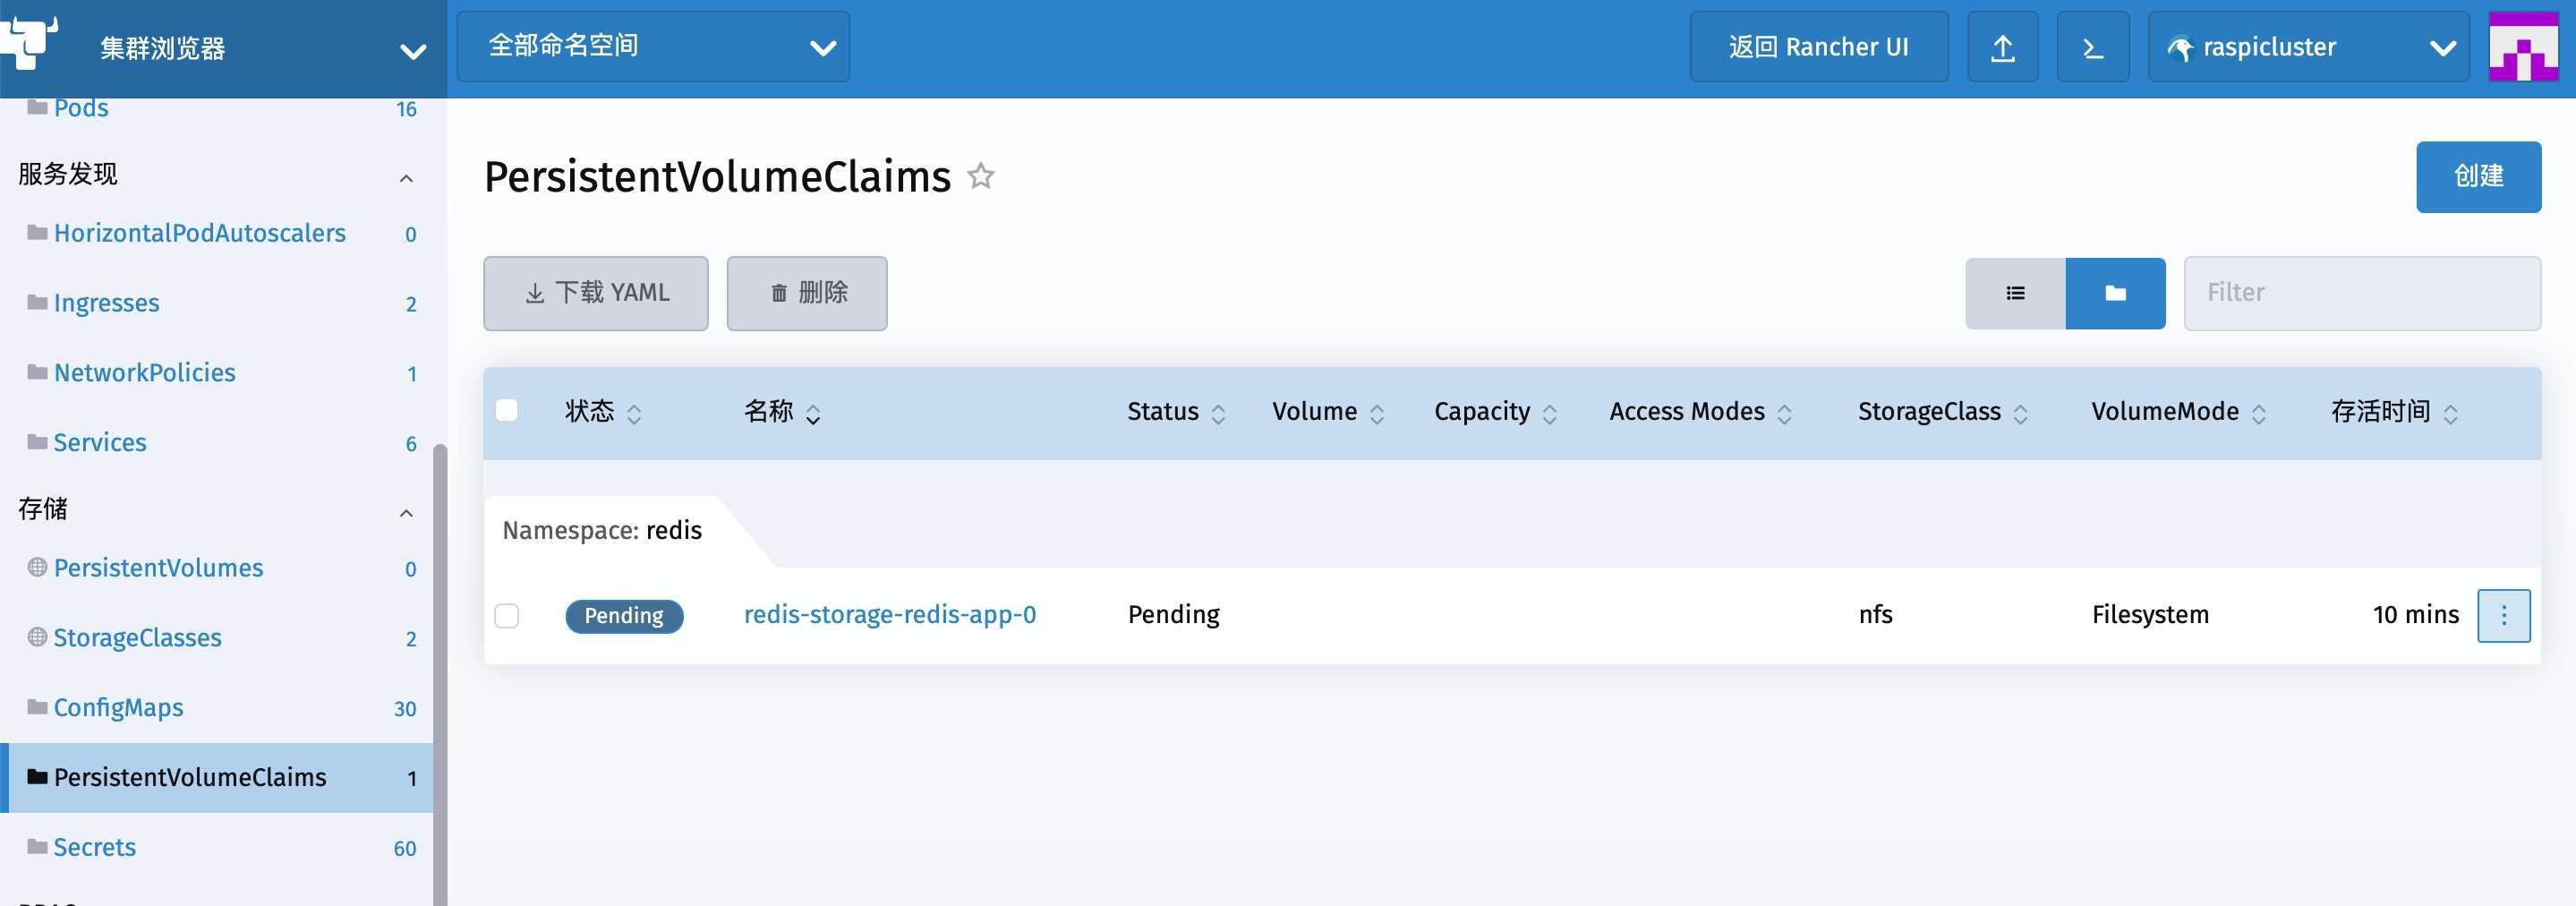 集群浏览器
全部命名空间
返回 Rancher UI
raspicluster
Pods 16
服务发现
HorizontalPodAutoscalers 0
Ingresses 2
NetworkPolicies 1
Services 6
存储
PersistentVolumes 0
StorageClasses 2
ConfigMaps 30
PersistentVolumeClaims 1
Secrets 60
PersistentVolumeClaims
创建
下载 YAML
删除
Filter
状态 名称 Status Volume Capacity Access Modes StorageClass VolumeMode 存活时间
Namespace: redis
Pending redis-storage-redis-app-0 Pending nfs Filesystem 10 mins